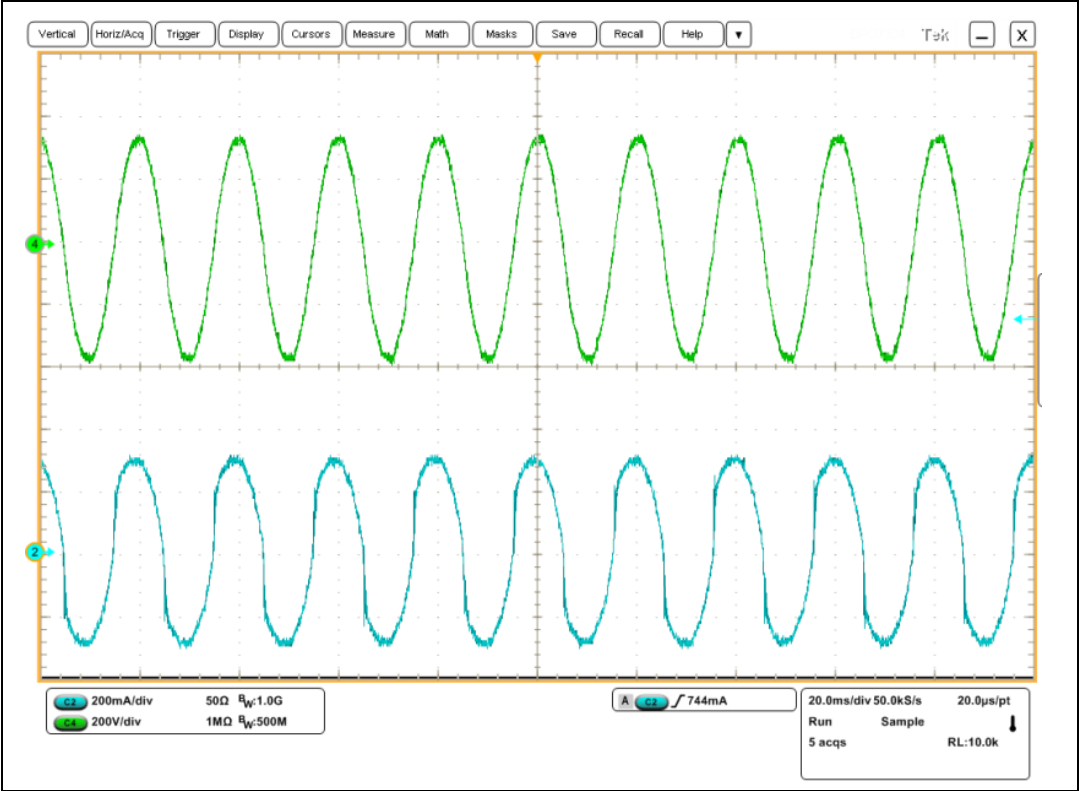 Vertical Horiz/Acq Trigger Display Cursors Measure Math Masks Save Recall Help ▼ Tek – X
4
2
C2 200mA/div 50Ω BW:1.0G
C4 200V/div 1MΩ BW:500M
A C2 ʃ 744mA
20.0ms/div 50.0kS/s 20.0µs/pt
Run Sample
5 acqs RL:10.0k